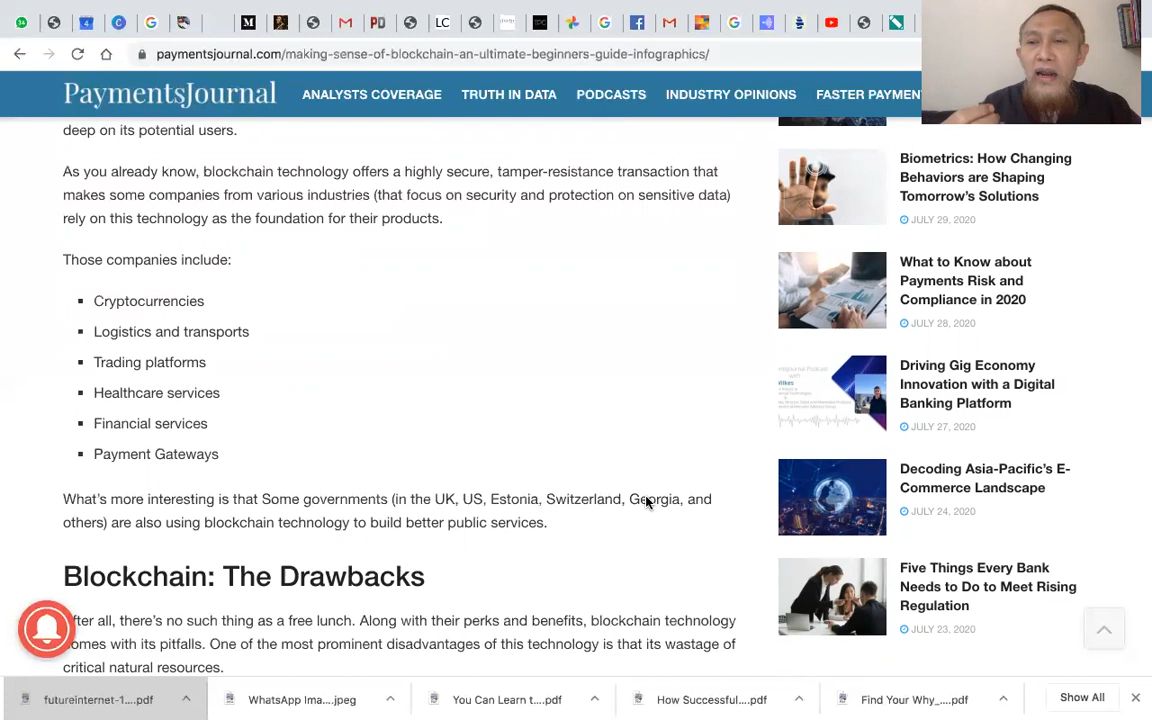 14
4
LC
PD
paymentsjournal.com/making-sense-of-blockchain-an-ultimate-beginners-guide-infographics/
PaymentsJournal
ANALYSTS COVERAGE
TRUTH IN DATA
PODCASTS
INDUSTRY OPINIONS
FASTER PAYMEN
deep on its potential users.
As you already know, blockchain technology offers a highly secure, tamper-resistance transaction that
makes some companies from various industries (that focus on security and protection on sensitive data)
rely on this technology as the foundation for their products.
Those companies include:
Cryptocurrencies
Logistics and transports
Trading platforms
Healthcare services
Financial services
Payment Gateways
What's more interesting is that Some governments (in the UK, US, Estonia, Switzerland, Georgia, and
others) are also using blockchain technology to build better public services.
Blockchain: The Drawbacks
fter all, there's no such thing as a free lunch. Along with their perks and benefits, blockchain technology
omes with its pitfalls. One of the most prominent disadvantages of this technology is that its wastage of
critical natural resources.
Biometrics: How Changing
Behaviors are Shaping
Tomorrow's Solutions
JULY 29, 2020
What to Know about
Payments Risk and
Compliance in 2020
JULY 28, 2020
Driving Gig Economy
Innovation with a Digital
Banking Platform
JULY 27, 2020
Decoding Asia-Pacific's E-
Commerce Landscape
JULY 24, 2020
Five Things Every Bank
Needs to Do to Meet Rising
Regulation
JULY 23, 2020
futureinternet-1....pdf
WhatsApp Ima....jpeg
You Can Learn t....pdf
How Successful....pdf
Find Your Why_....pdf
Show All